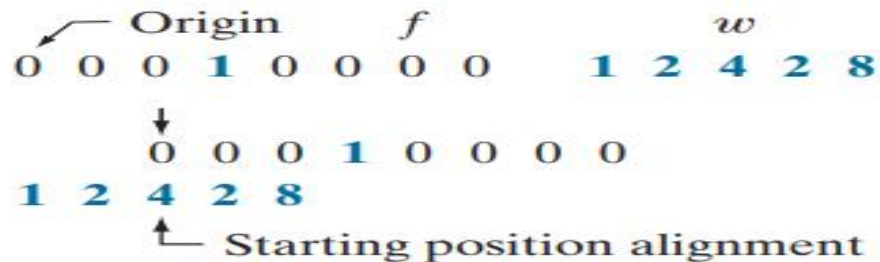 Origin f w
0 0 0 1 0 0 0 0 1 2 4 2 8
0 0 0 1 0 0 0 0
1 2 4 2 8
Starting position alignment